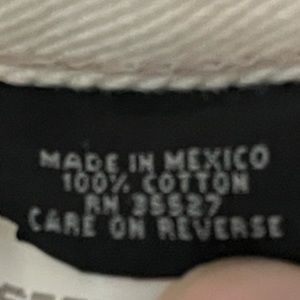 MADE IN MEXICO
100% COTTON
RN 35527
CARE ON REVERSE